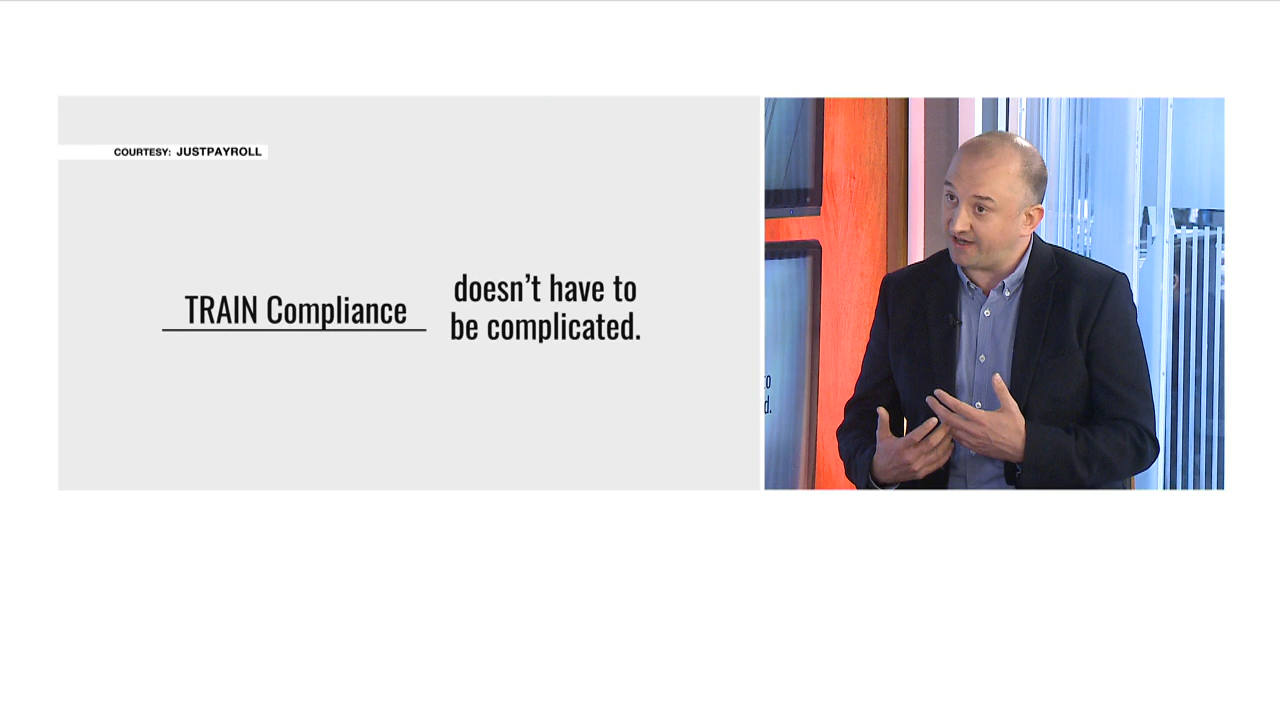 COURTESY: JUSTPAYROLL
TRAIN Compliance
doesn't have to
be complicated.
o
d.